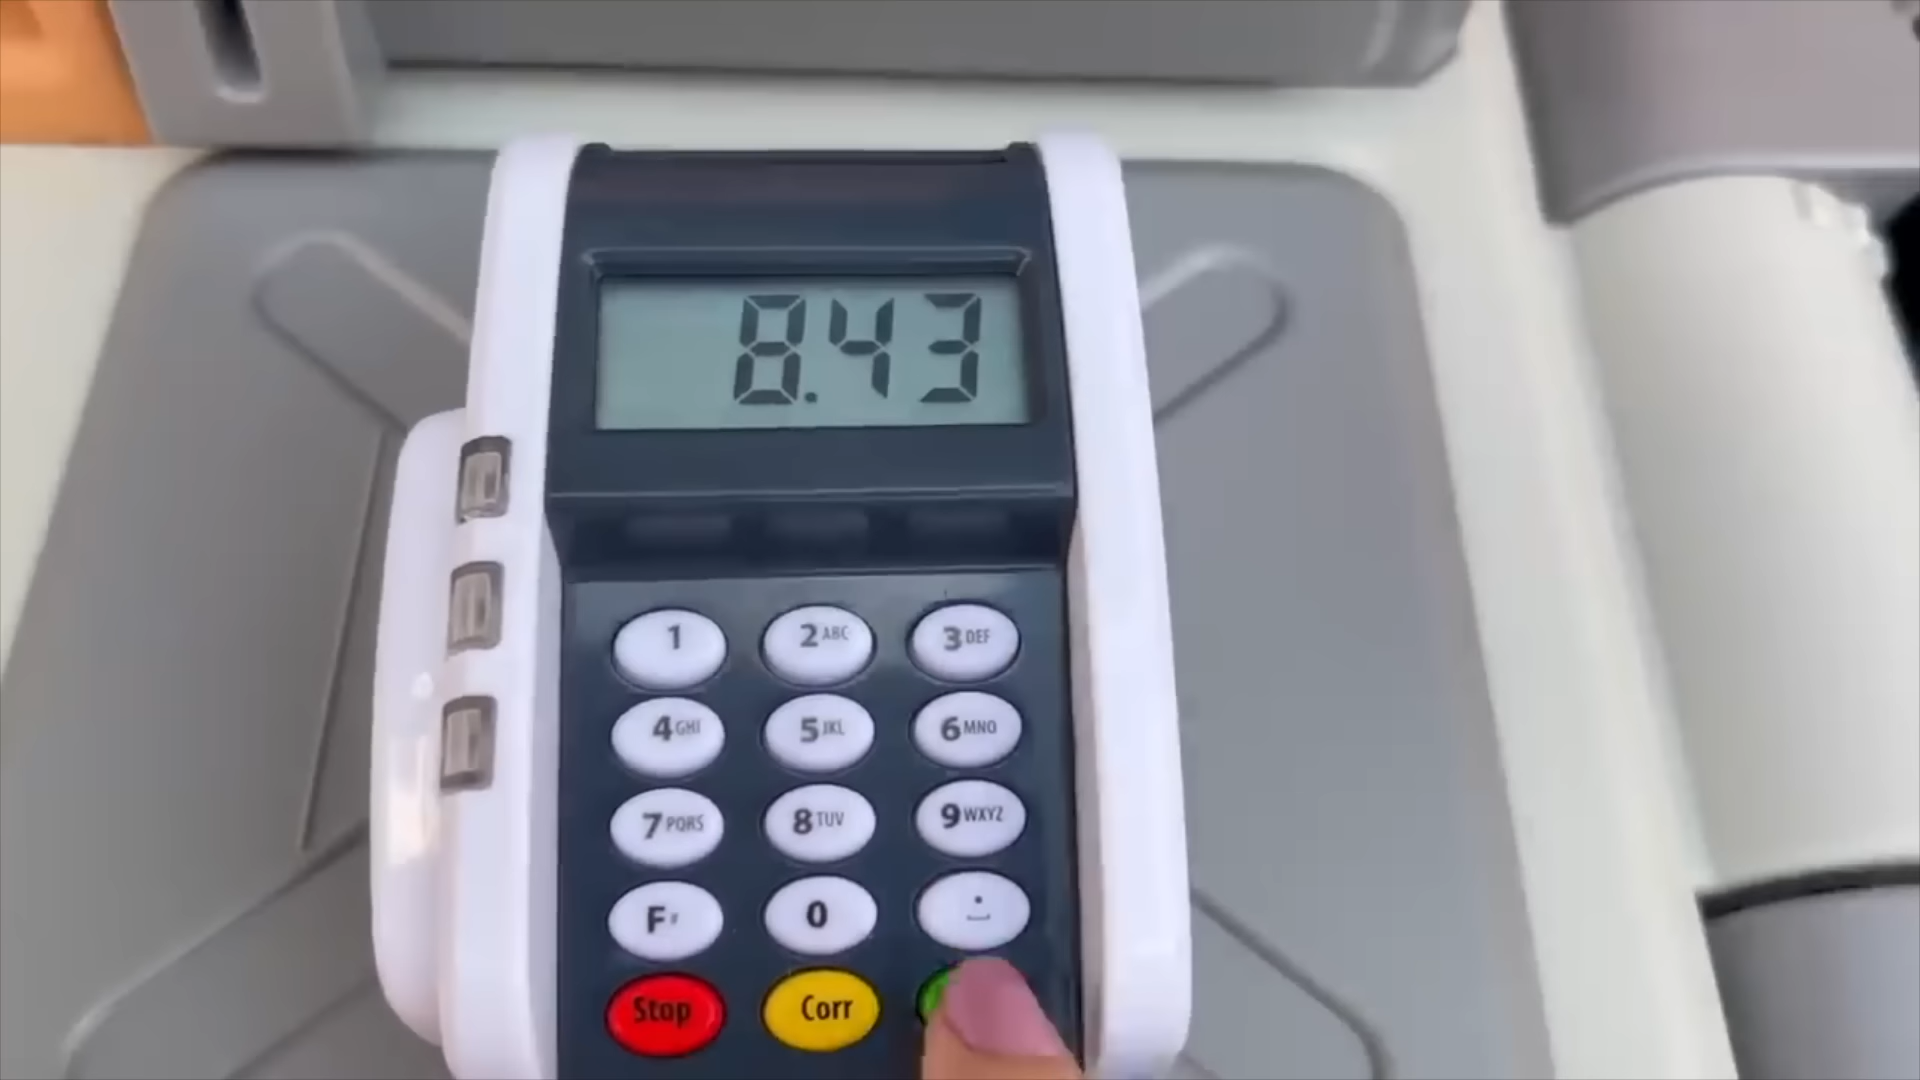 8.43
1 2 ABC 3 DEF
4 GHI 5 JKL 6 MNO
7 PQRS 8 TUV 9 WXYZ
F# 0 .
Stop Corr